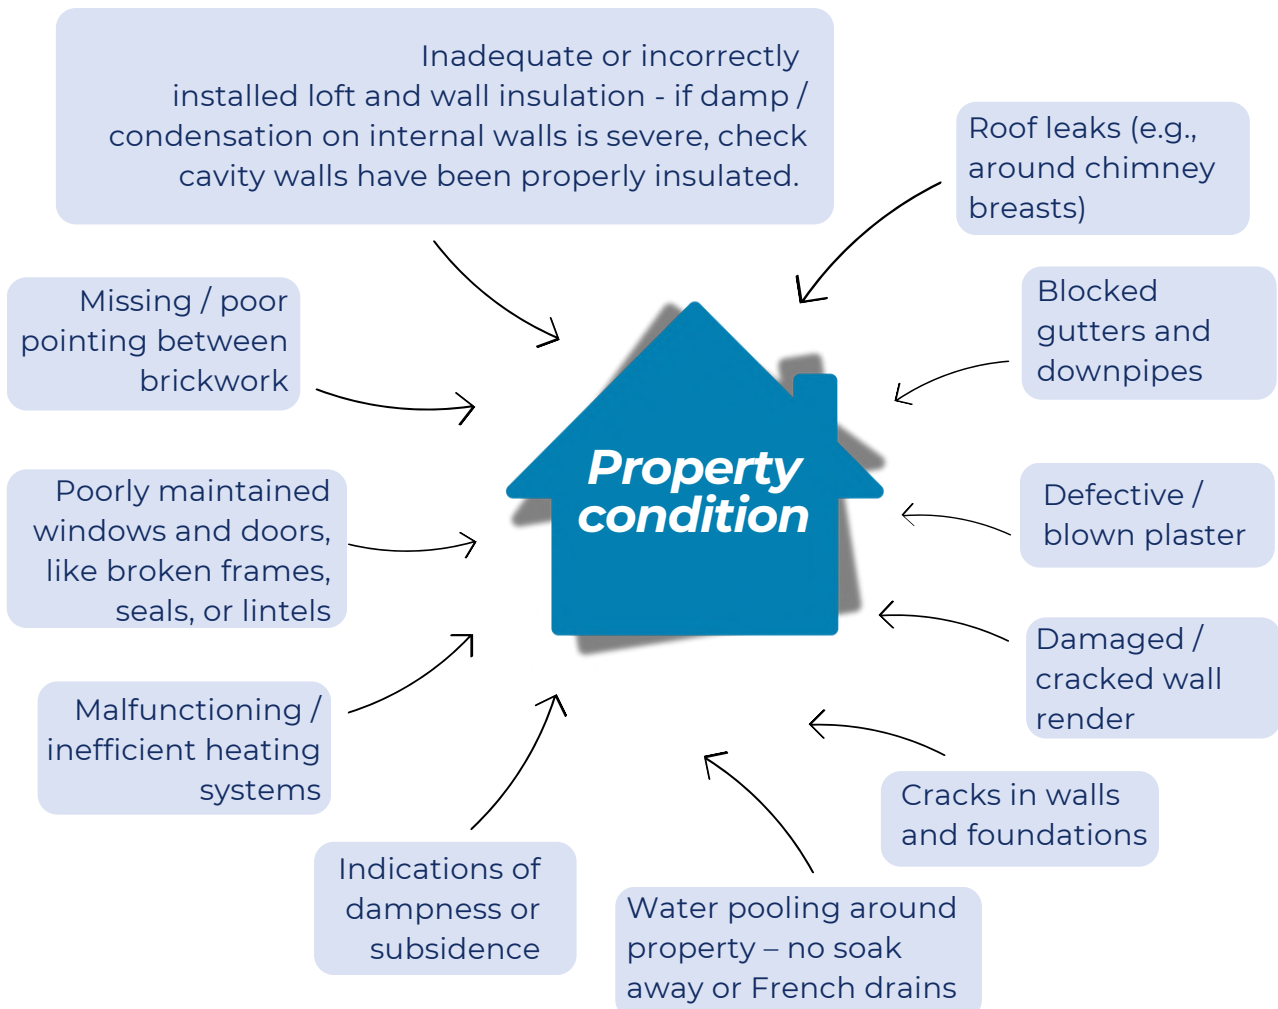 Inadequate or incorrectly
installed loft and wall insulation - if damp /
condensation on internal walls is severe, check
cavity walls have been properly insulated.
Roof leaks (e.g.,
around chimney
breasts)
Missing / poor
pointing between
brickwork
Blocked
gutters and
downpipes
Property
condition
Poorly maintained
windows and doors,
like broken frames,
seals, or lintels
Defective /
blown plaster
Damaged /
cracked wall
render
Malfunctioning /
inefficient heating
systems
Cracks in walls
and foundations
Indications of
dampness or
subsidence
Water pooling around
property – no soak
away or French drains